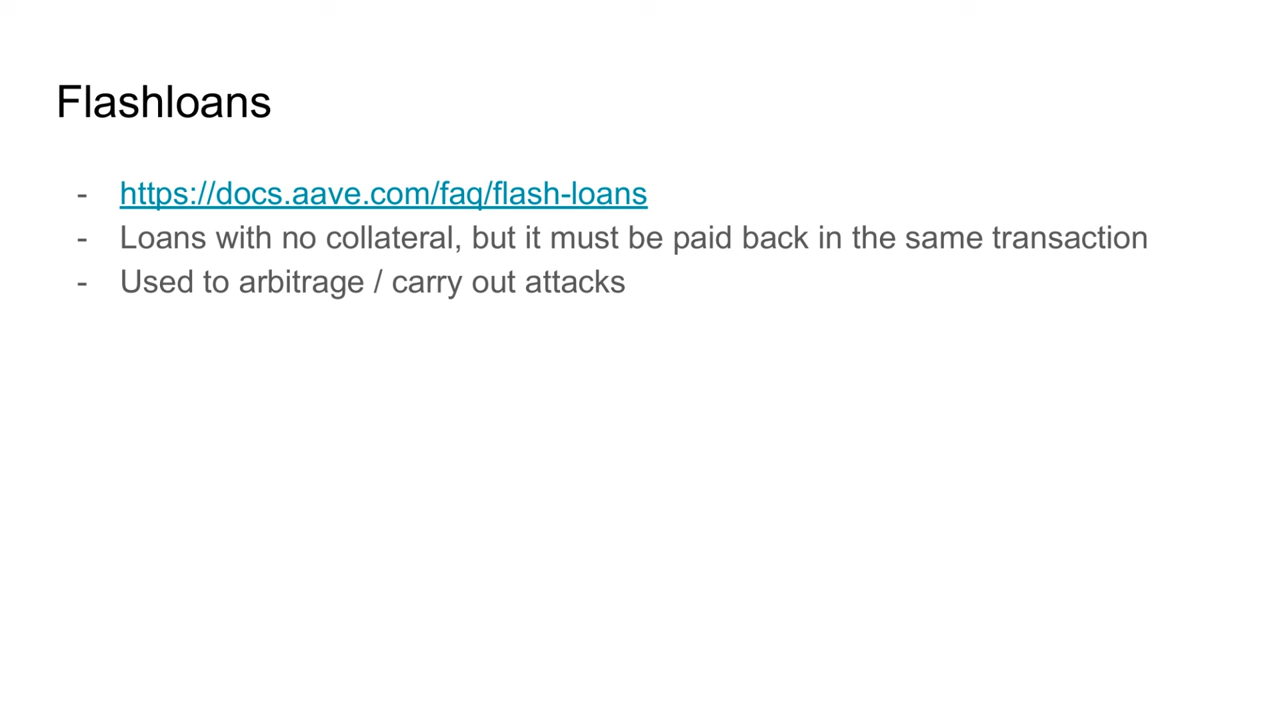 Flashloans
- https://docs.aave.com/faq/flash-loans
- Loans with no collateral, but it must be paid back in the same transaction
- Used to arbitrage / carry out attacks